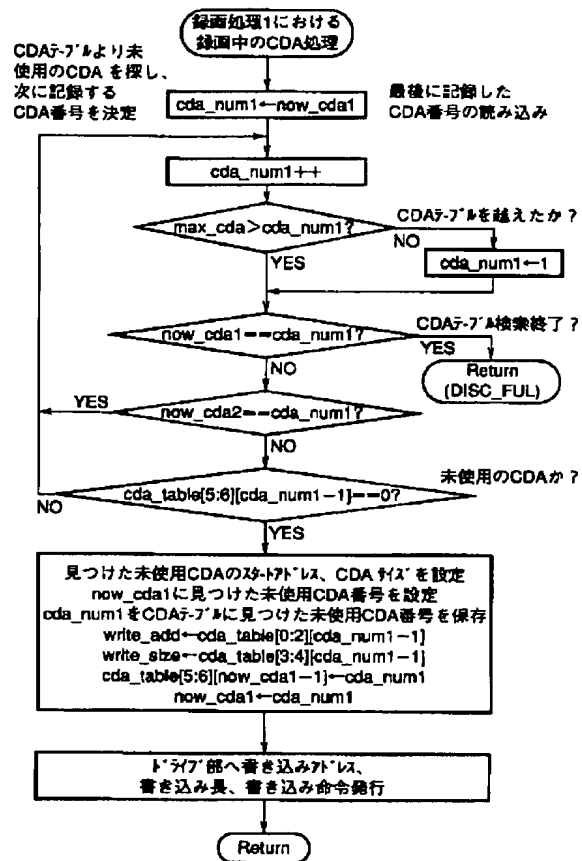 録画処理1における
録画中のCDA処理
CDAﾃｰﾌﾞﾙより未
使用のCDAを探し、
次に記録する
CDA番号を決定
cda_num1←now_cda1
最後に記録した
CDA番号の読み込み
cda_num1++
max_cda>cda_num1?
CDAﾃｰﾌﾞﾙを越えたか?
NO
YES
cda_num1←1
now_cda1==cda_num1?
CDAﾃｰﾌﾞﾙ検索終了?
YES
NO
Return
(DISC_FUL)
YES
now_cda2==cda_num1?
NO
未使用のCDAか?
cda_table[5:6][cda_num1−1]==0?
NO
YES
見つけた未使用CDAのｽﾀｰﾄｱﾄﾞﾚｽ、CDAｻｲｽﾞを設定
now_cda1に見つけた未使用CDA番号を設定
cda_num1をCDAﾃｰﾌﾞﾙに見つけた未使用CDA番号を保存
write_add←cda_table[0:2][cda_num1−1]
write_size←cda_table[3:4][cda_num1−1]
cda_table[5:6][now_cda1−1]←cda_num1
now_cda1←cda_num1
ﾄﾞﾗｲﾌﾞ部へ書き込みｱﾄﾞﾚｽ、
書き込み長、書き込み命令発行
Return